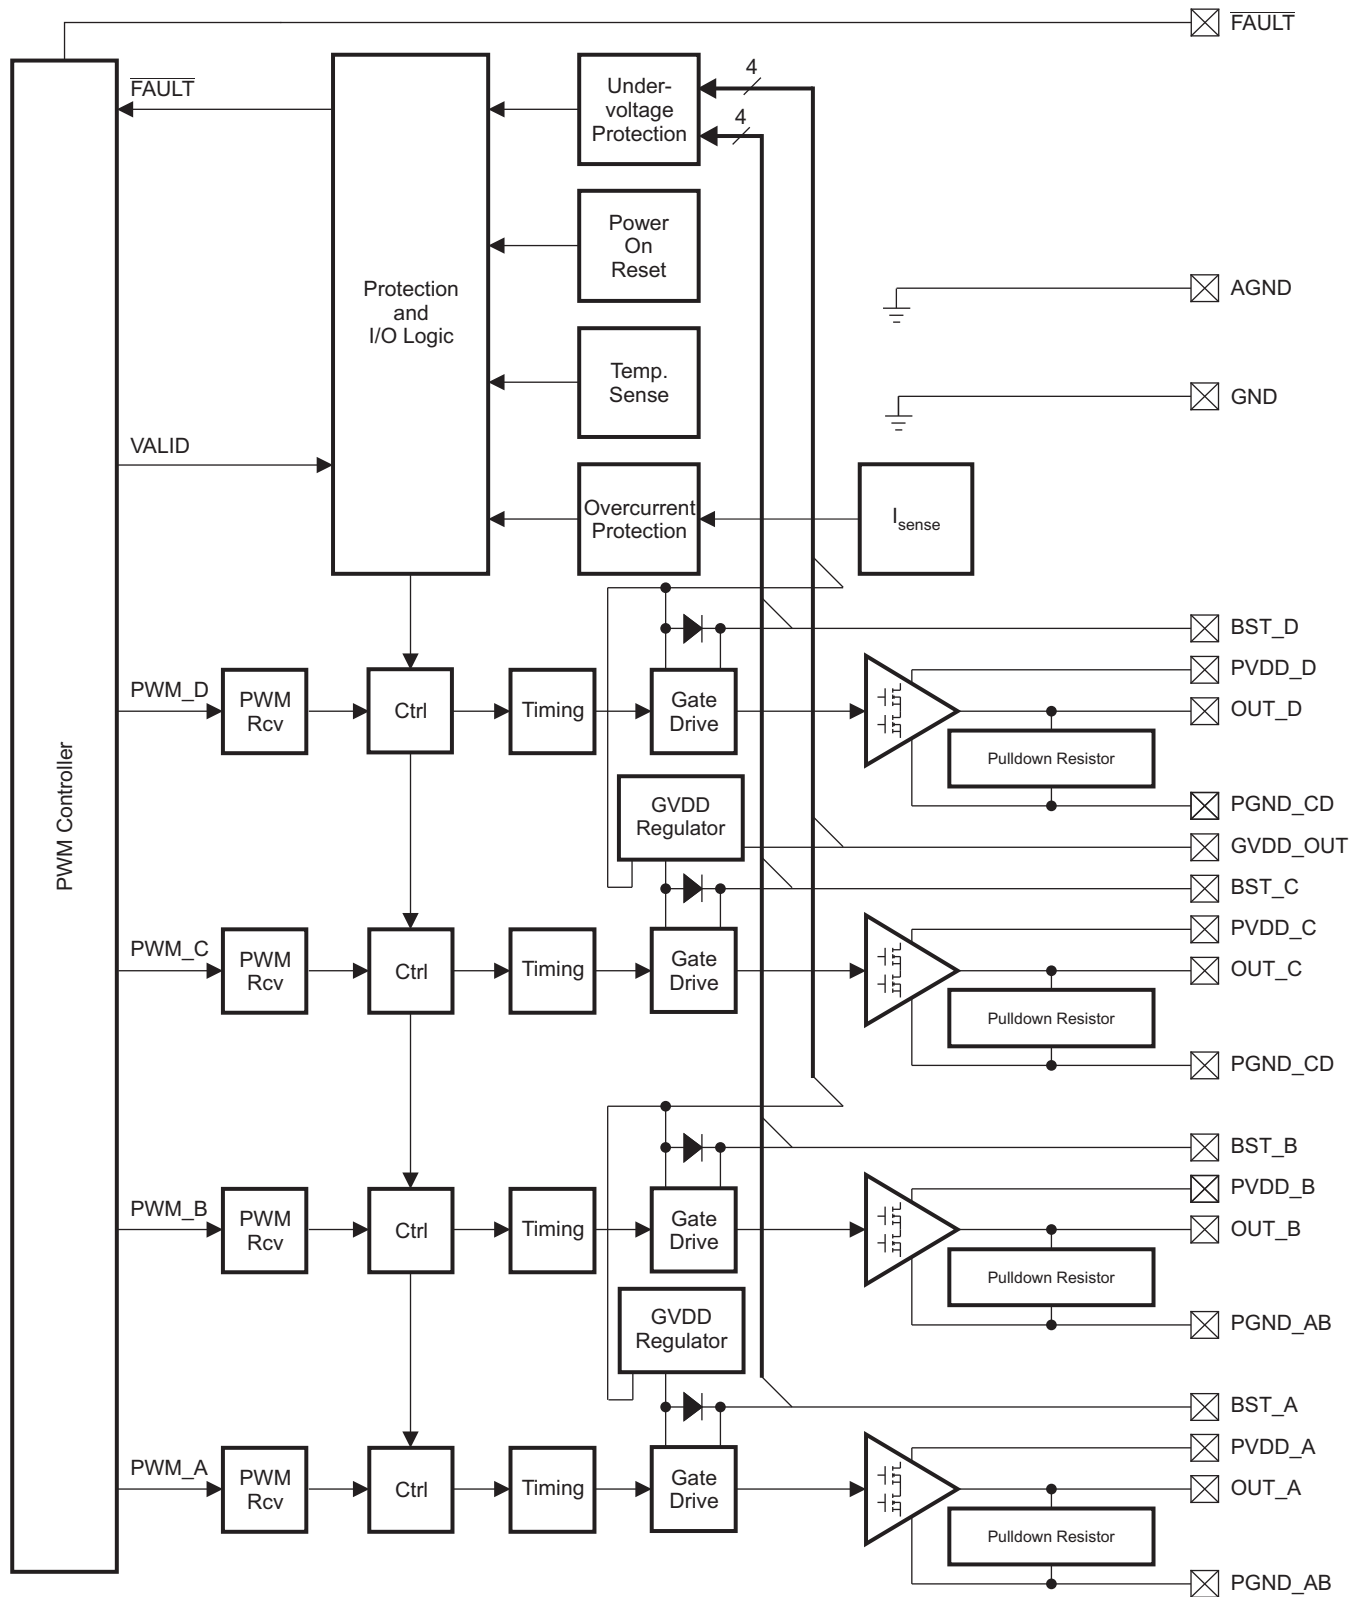 FAULT
FAULT
Under-
voltage
Protection
4
4
Power
On
Reset
Protection
and
I/O Logic
AGND
Temp.
Sense
GND
VALID
Overcurrent
Protection
Isense
BST_D
PVDD_D
PWM_D
PWM
Rcv
Ctrl
Timing
Gate
Drive
OUT_D
Pulldown Resistor
PWM Controller
GVDD
Regulator
PGND_CD
GVDD_OUT
BST_C
PVDD_C
PWM_C
PWM
Rcv
Ctrl
Timing
Gate
Drive
OUT_C
Pulldown Resistor
PGND_CD
BST_B
PVDD_B
PWM_B
PWM
Rcv
Ctrl
Timing
Gate
Drive
OUT_B
Pulldown Resistor
GVDD
Regulator
PGND_AB
BST_A
PVDD_A
PWM_A
PWM
Rcv
Ctrl
Timing
Gate
Drive
OUT_A
Pulldown Resistor
PGND_AB